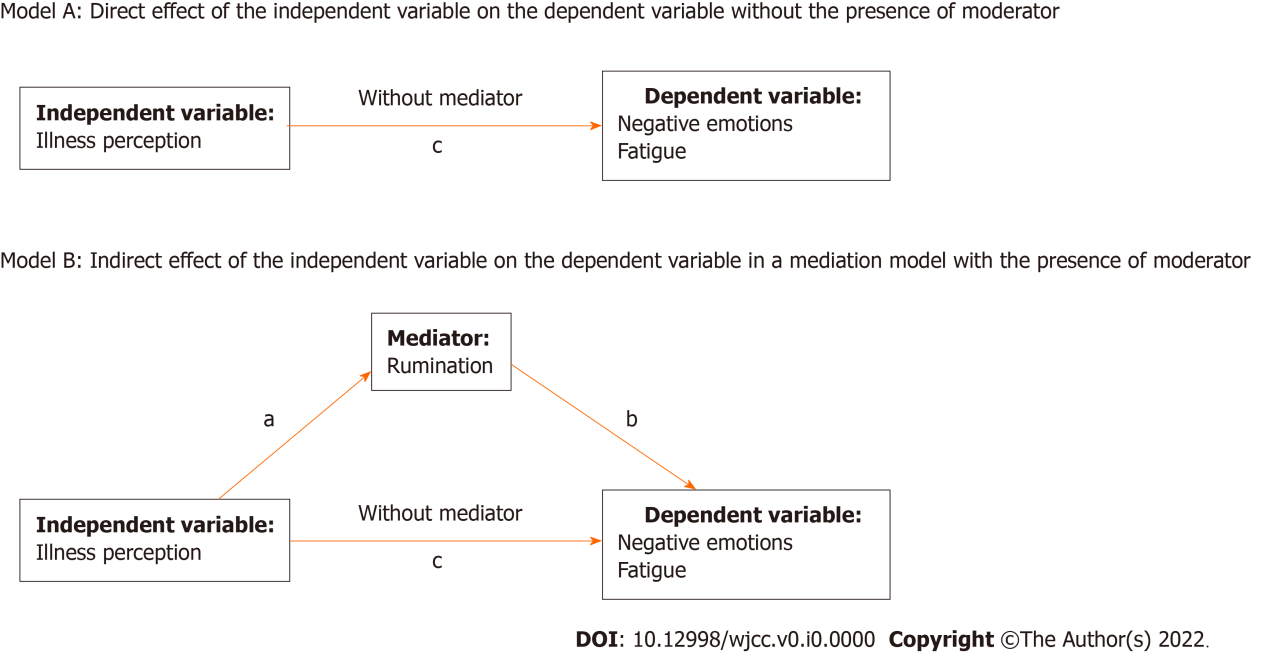 Model A: Direct effect of the independent variable on the dependent variable without the presence of moderator
Independent variable:
Illness perception
Without mediator
c
Dependent variable:
Negative emotions
Fatigue
Model B: Indirect effect of the independent variable on the dependent variable in a mediation model with the presence of moderator
Mediator:
Rumination
a
b
Independent variable:
Illness perception
Without mediator
c
Dependent variable:
Negative emotions
Fatigue
DOI: 10.12998/wjcc.v0.i0.0000 Copyright ©The Author(s) 2022.